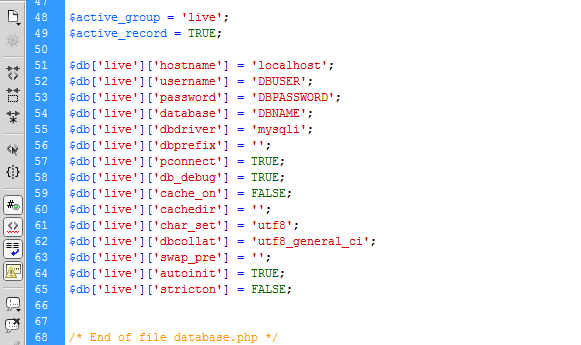 47
48 $active_group = 'live';
49 $active_record = TRUE;
50
51 $db['live']['hostname'] = 'localhost';
52 $db['live']['username'] = 'DBUSER';
53 $db['live']['password'] = 'DBPASSWORD';
54 $db['live']['database'] = 'DBNAME';
55 $db['live']['dbdriver'] = 'mysqli';
56 $db['live']['dbprefix'] = '';
57 $db['live']['pconnect'] = TRUE;
58 $db['live']['db_debug'] = TRUE;
59 $db['live']['cache_on'] = FALSE;
60 $db['live']['cachedir'] = '';
61 $db['live']['char_set'] = 'utf8';
62 $db['live']['dbcollat'] = 'utf8_general_ci';
63 $db['live']['swap_pre'] = '';
64 $db['live']['autoinit'] = TRUE;
65 $db['live']['stricton'] = FALSE;
66
67
68 /* End of file database.php */